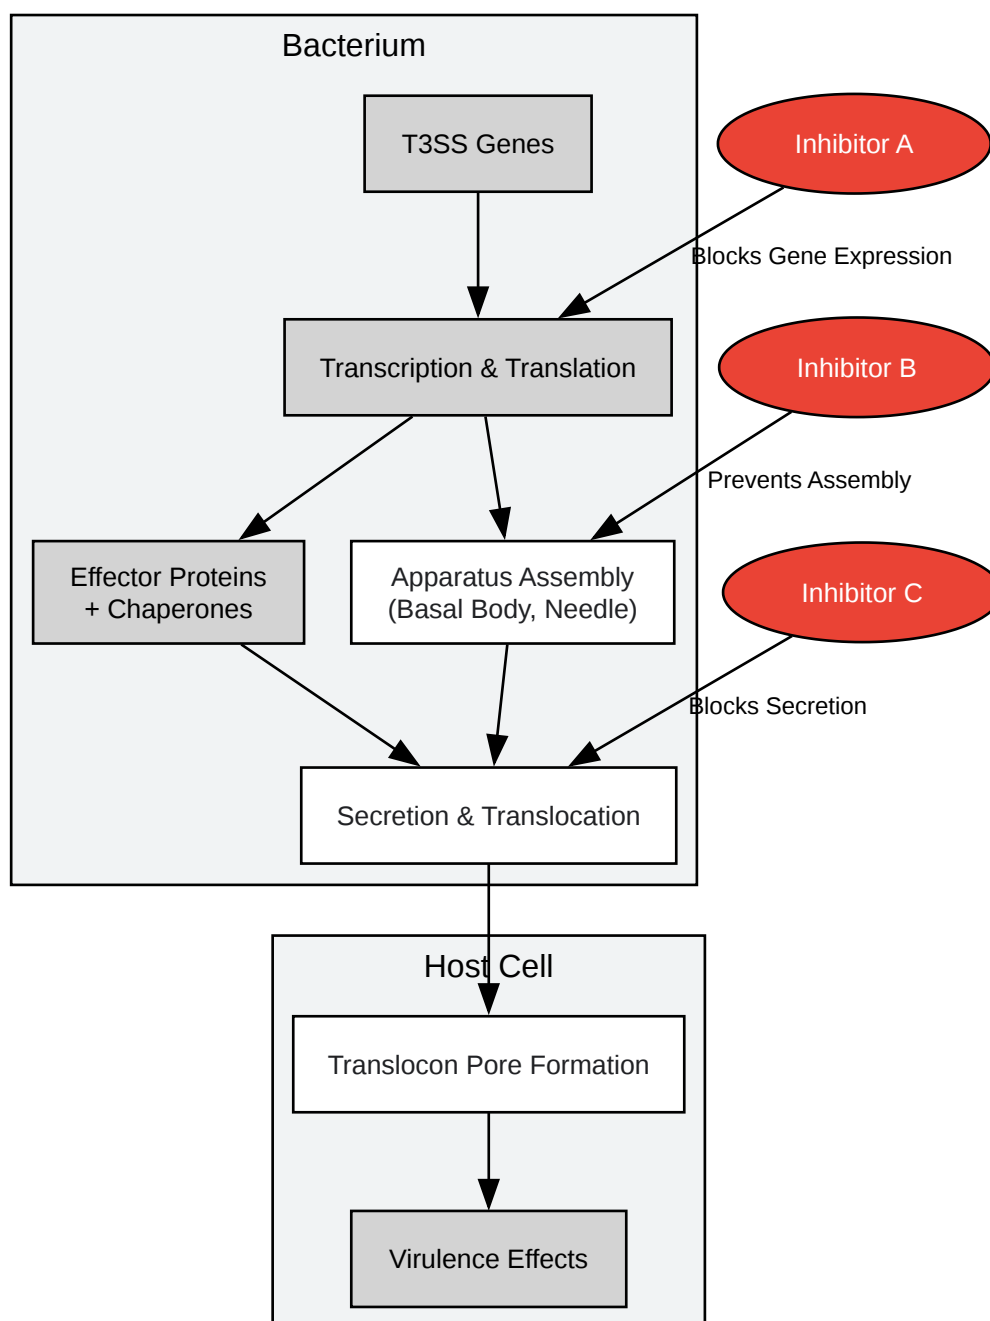 Bacterium
T3SS Genes
Inhibitor A
Blocks Gene Expression
Transcription & Translation
Inhibitor B
Prevents Assembly
Effector Proteins
+ Chaperones
Apparatus Assembly
(Basal Body, Needle)
Inhibitor C
Blocks Secretion
Secretion & Translocation
Host Cell
Translocon Pore Formation
Virulence Effects